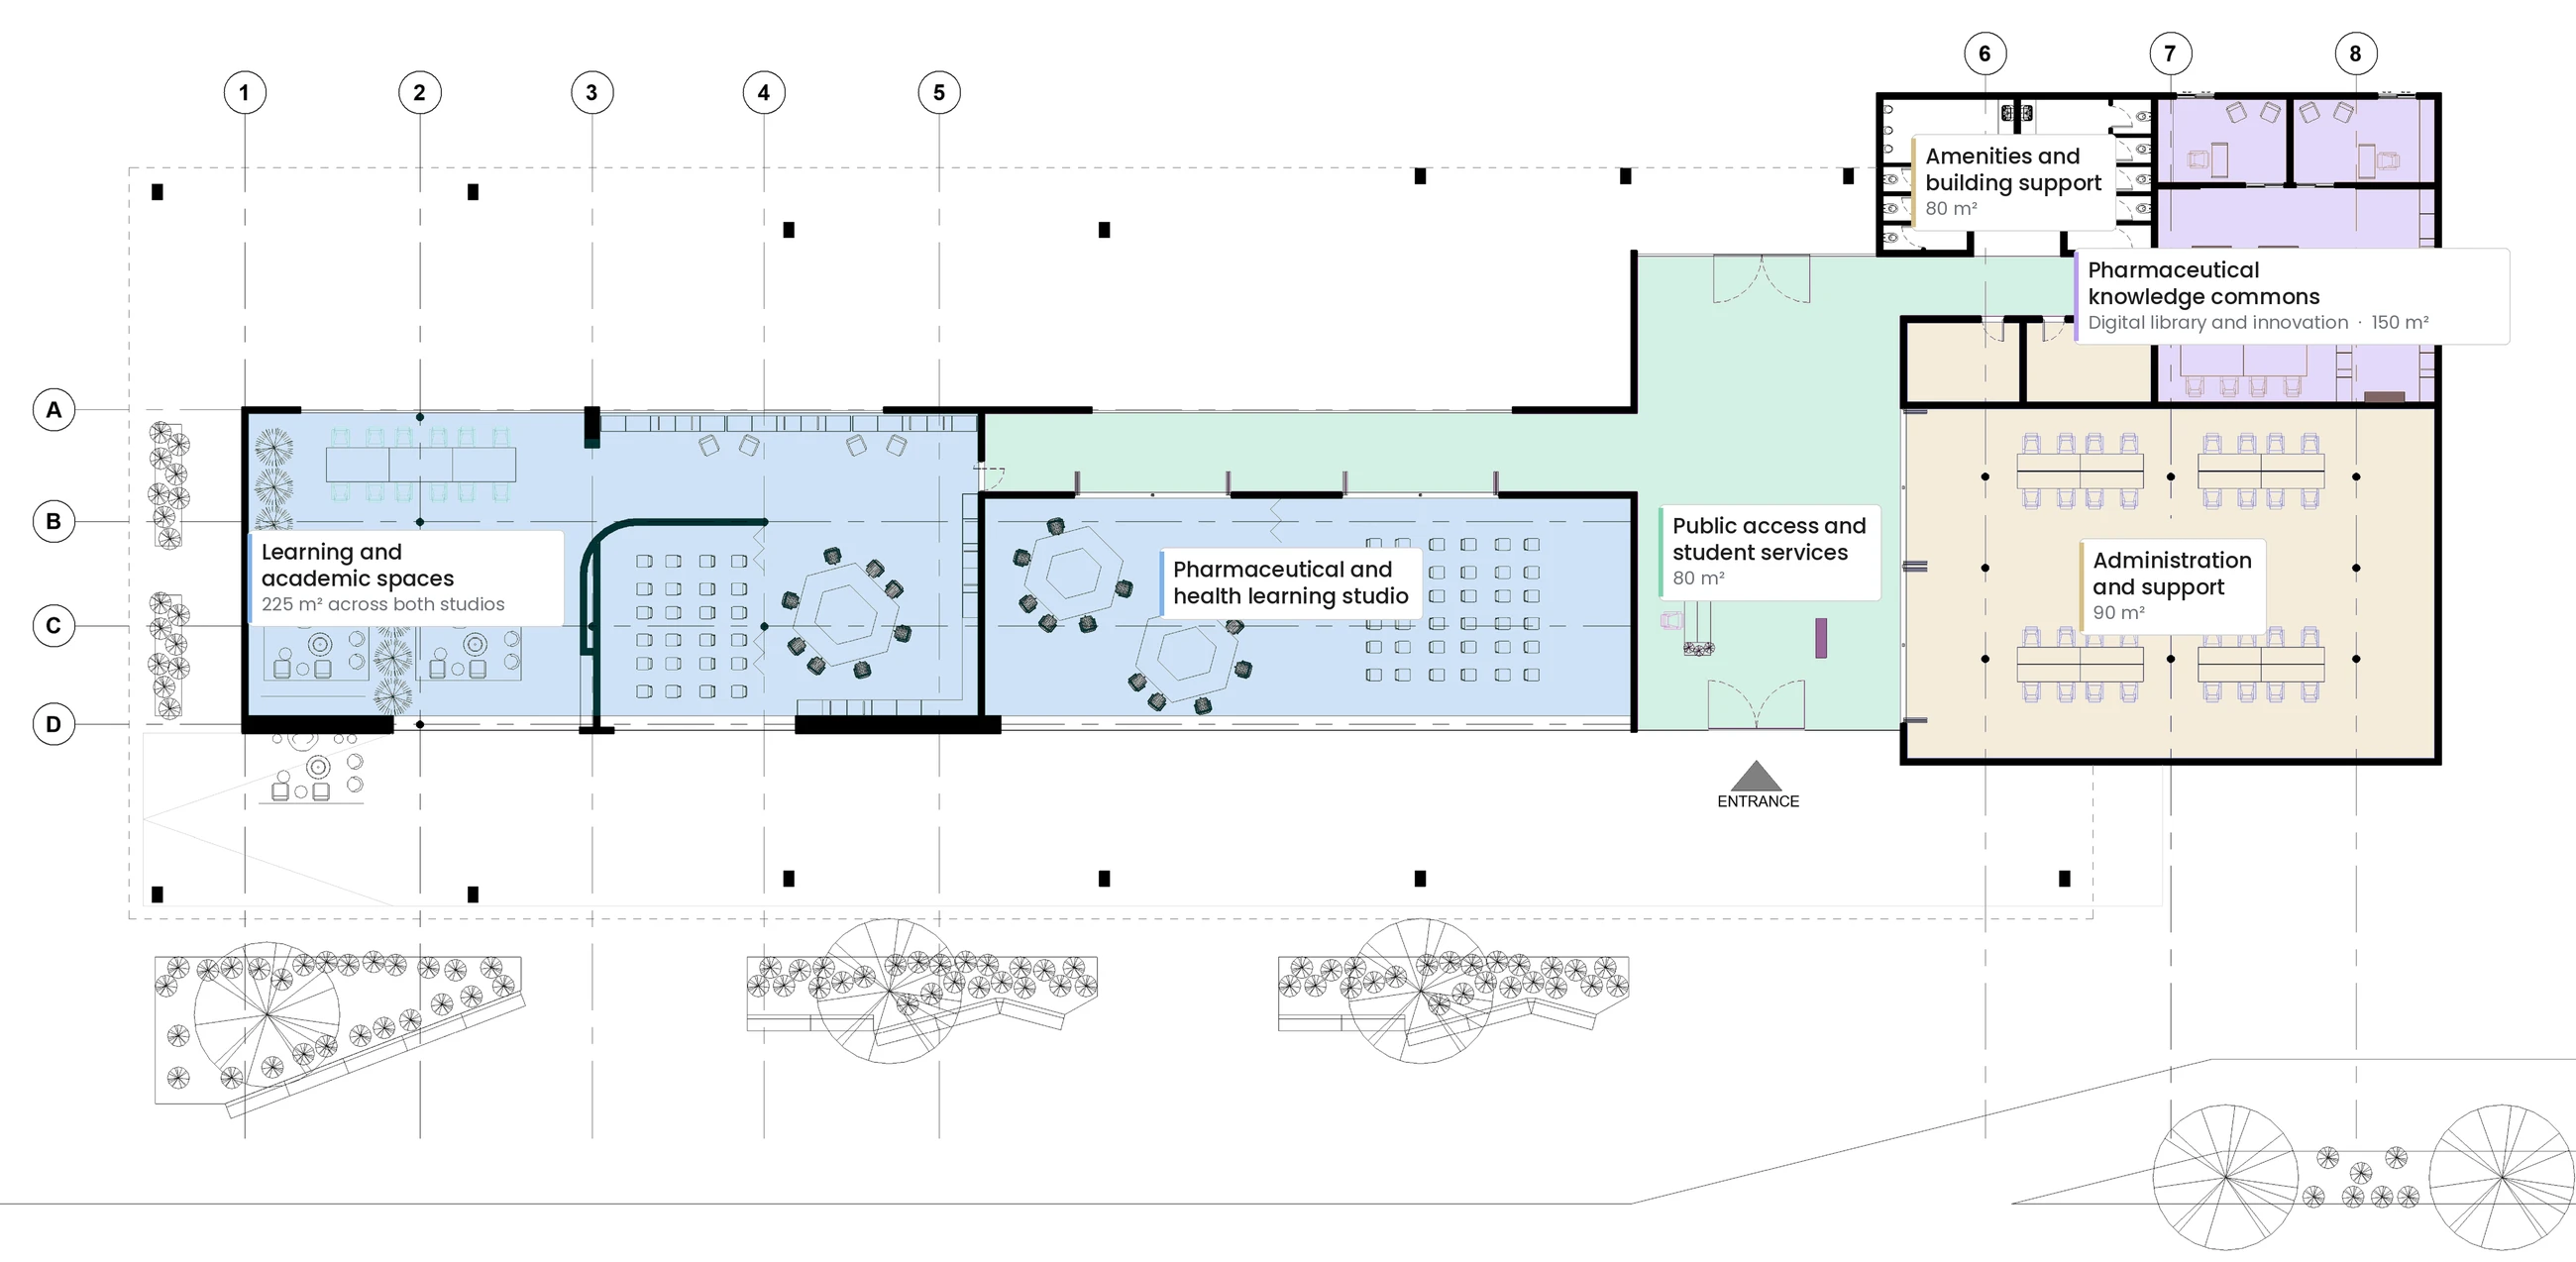 6 7 8
1 2 3 4 5
Amenities and
building support
80 m²
Pharmaceutical
knowledge commons
Digital library and innovation · 150 m²
A
B
Learning and
academic spaces
225 m² across both studios
Pharmaceutical and
health learning studio
Public access and
student services
80 m²
Administration
and support
90 m²
C
D
ENTRANCE